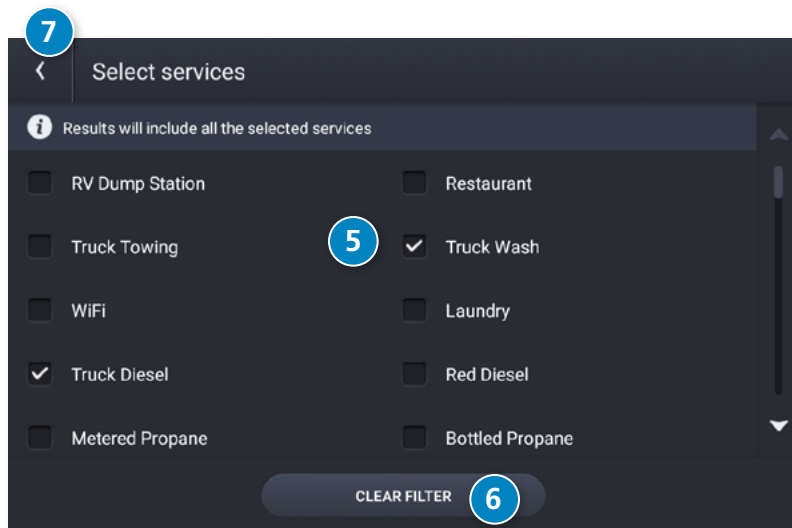 7
Select services
i Results will include all the selected services
RV Dump Station Restaurant
Truck Towing 5 Truck Wash
WiFi Laundry
Truck Diesel Red Diesel
Metered Propane Bottled Propane
CLEAR FILTER 6